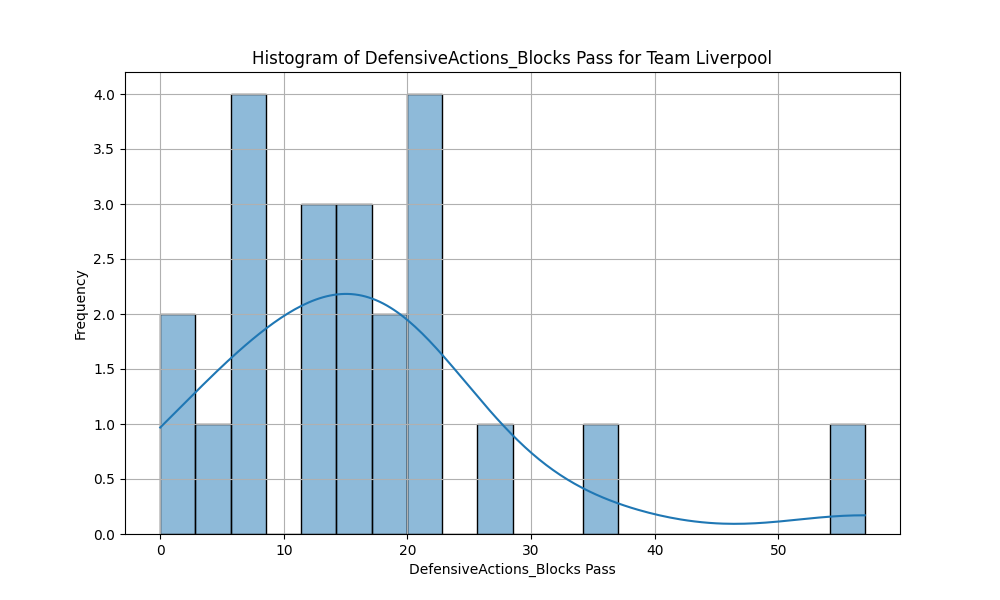 Histogram of DefensiveActions_Blocks Pass for Team Liverpool
4.0
3.5
3.0
2.5
2.0
1.5
1.0
0.5
0.0
Frequency
0 10 20 30 40 50
DefensiveActions_Blocks Pass